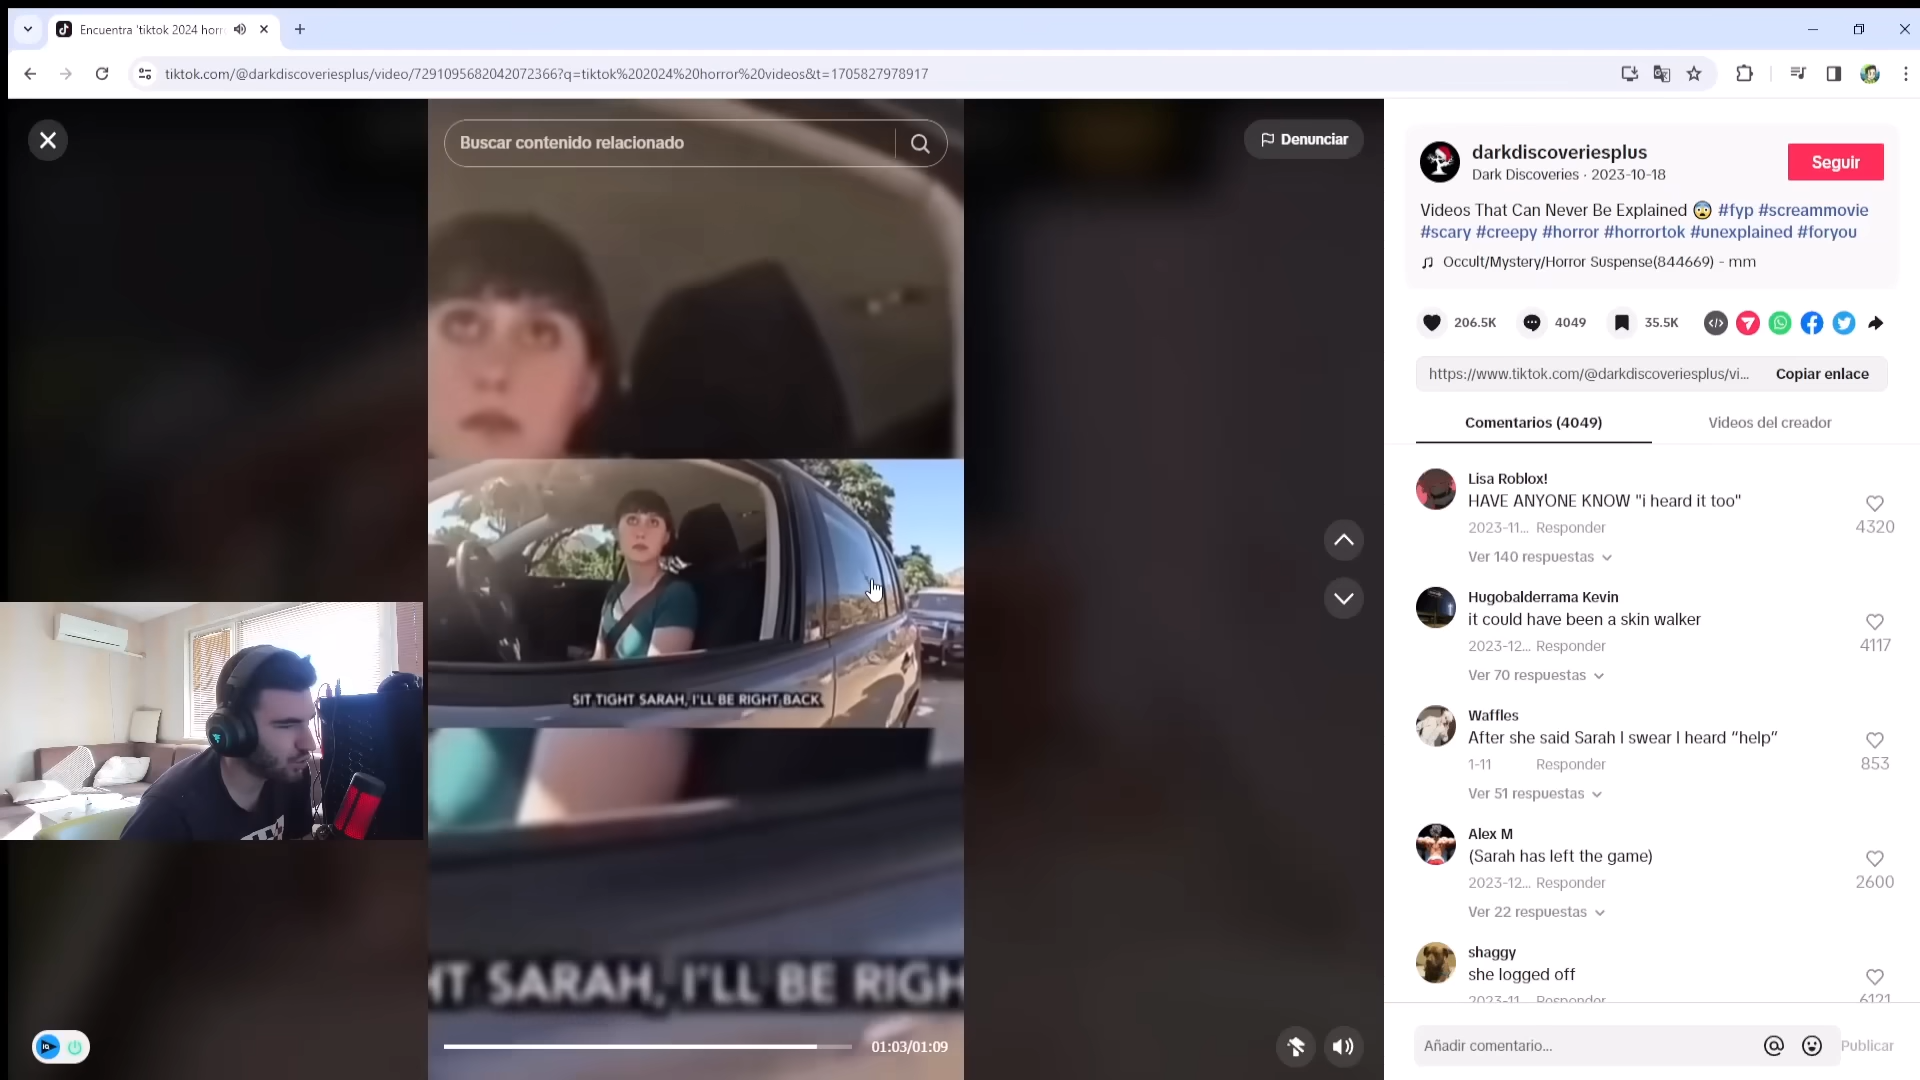 Encuentra 'tiktok 2024 horr
tiktok.com/@darkdiscoveriesplus/video/7291095682042072366?q=tiktok%202024%20horror%20videos&t=1705827978917
Buscar contenido relacionado
Denunciar
SIT TIGHT SARAH, I'LL BE RIGHT BACK
HT SARAH, I'LL BE RIGH
01:03/01:09
darkdiscoveriesplus
Dark Discoveries · 2023-10-18
Seguir
Videos That Can Never Be Explained 😨 #fyp #screammovie
#scary #creepy #horror #horrortok #unexplained #foryou
Occult/Mystery/Horror Suspense(844669) - mm
206.5K 4049 35.5K
https://www.tiktok.com/@darkdiscoveriesplus/vi...
Copiar enlace
Comentarios (4049)
Videos del creador
Lisa Roblox!
HAVE ANYONE KNOW "i heard it too"
2023-11... Responder
4320
Ver 140 respuestas
Hugobalderrama Kevin
it could have been a skin walker
2023-12... Responder
4117
Ver 70 respuestas
Waffles
After she said Sarah I swear I heard “help”
1-11 Responder
853
Ver 51 respuestas
Alex M
(Sarah has left the game)
2023-12... Responder
2600
Ver 22 respuestas
shaggy
she logged off
2023-11... Responder
6121
Añadir comentario...
Publicar